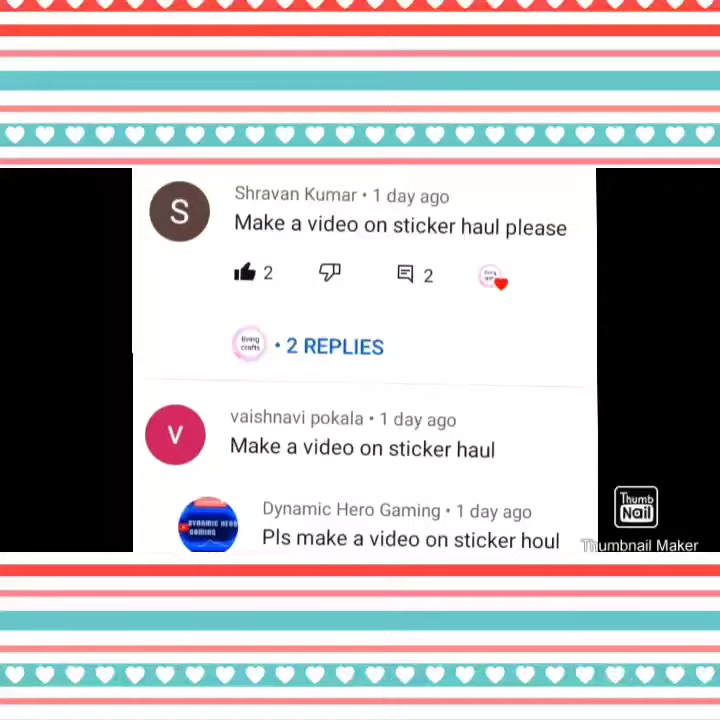 Shravan Kumar • 1 day ago
S
Make a video on sticker haul please
2
2
living
crafts
• 2 REPLIES
vaishnavi pokala • 1 day ago
V
Make a video on sticker haul
Dynamic Hero Gaming • 1 day ago
DYNAMIC HERO
GAMING
Pls make a video on sticker houl
Thumb
Nail
Thumbnail Maker